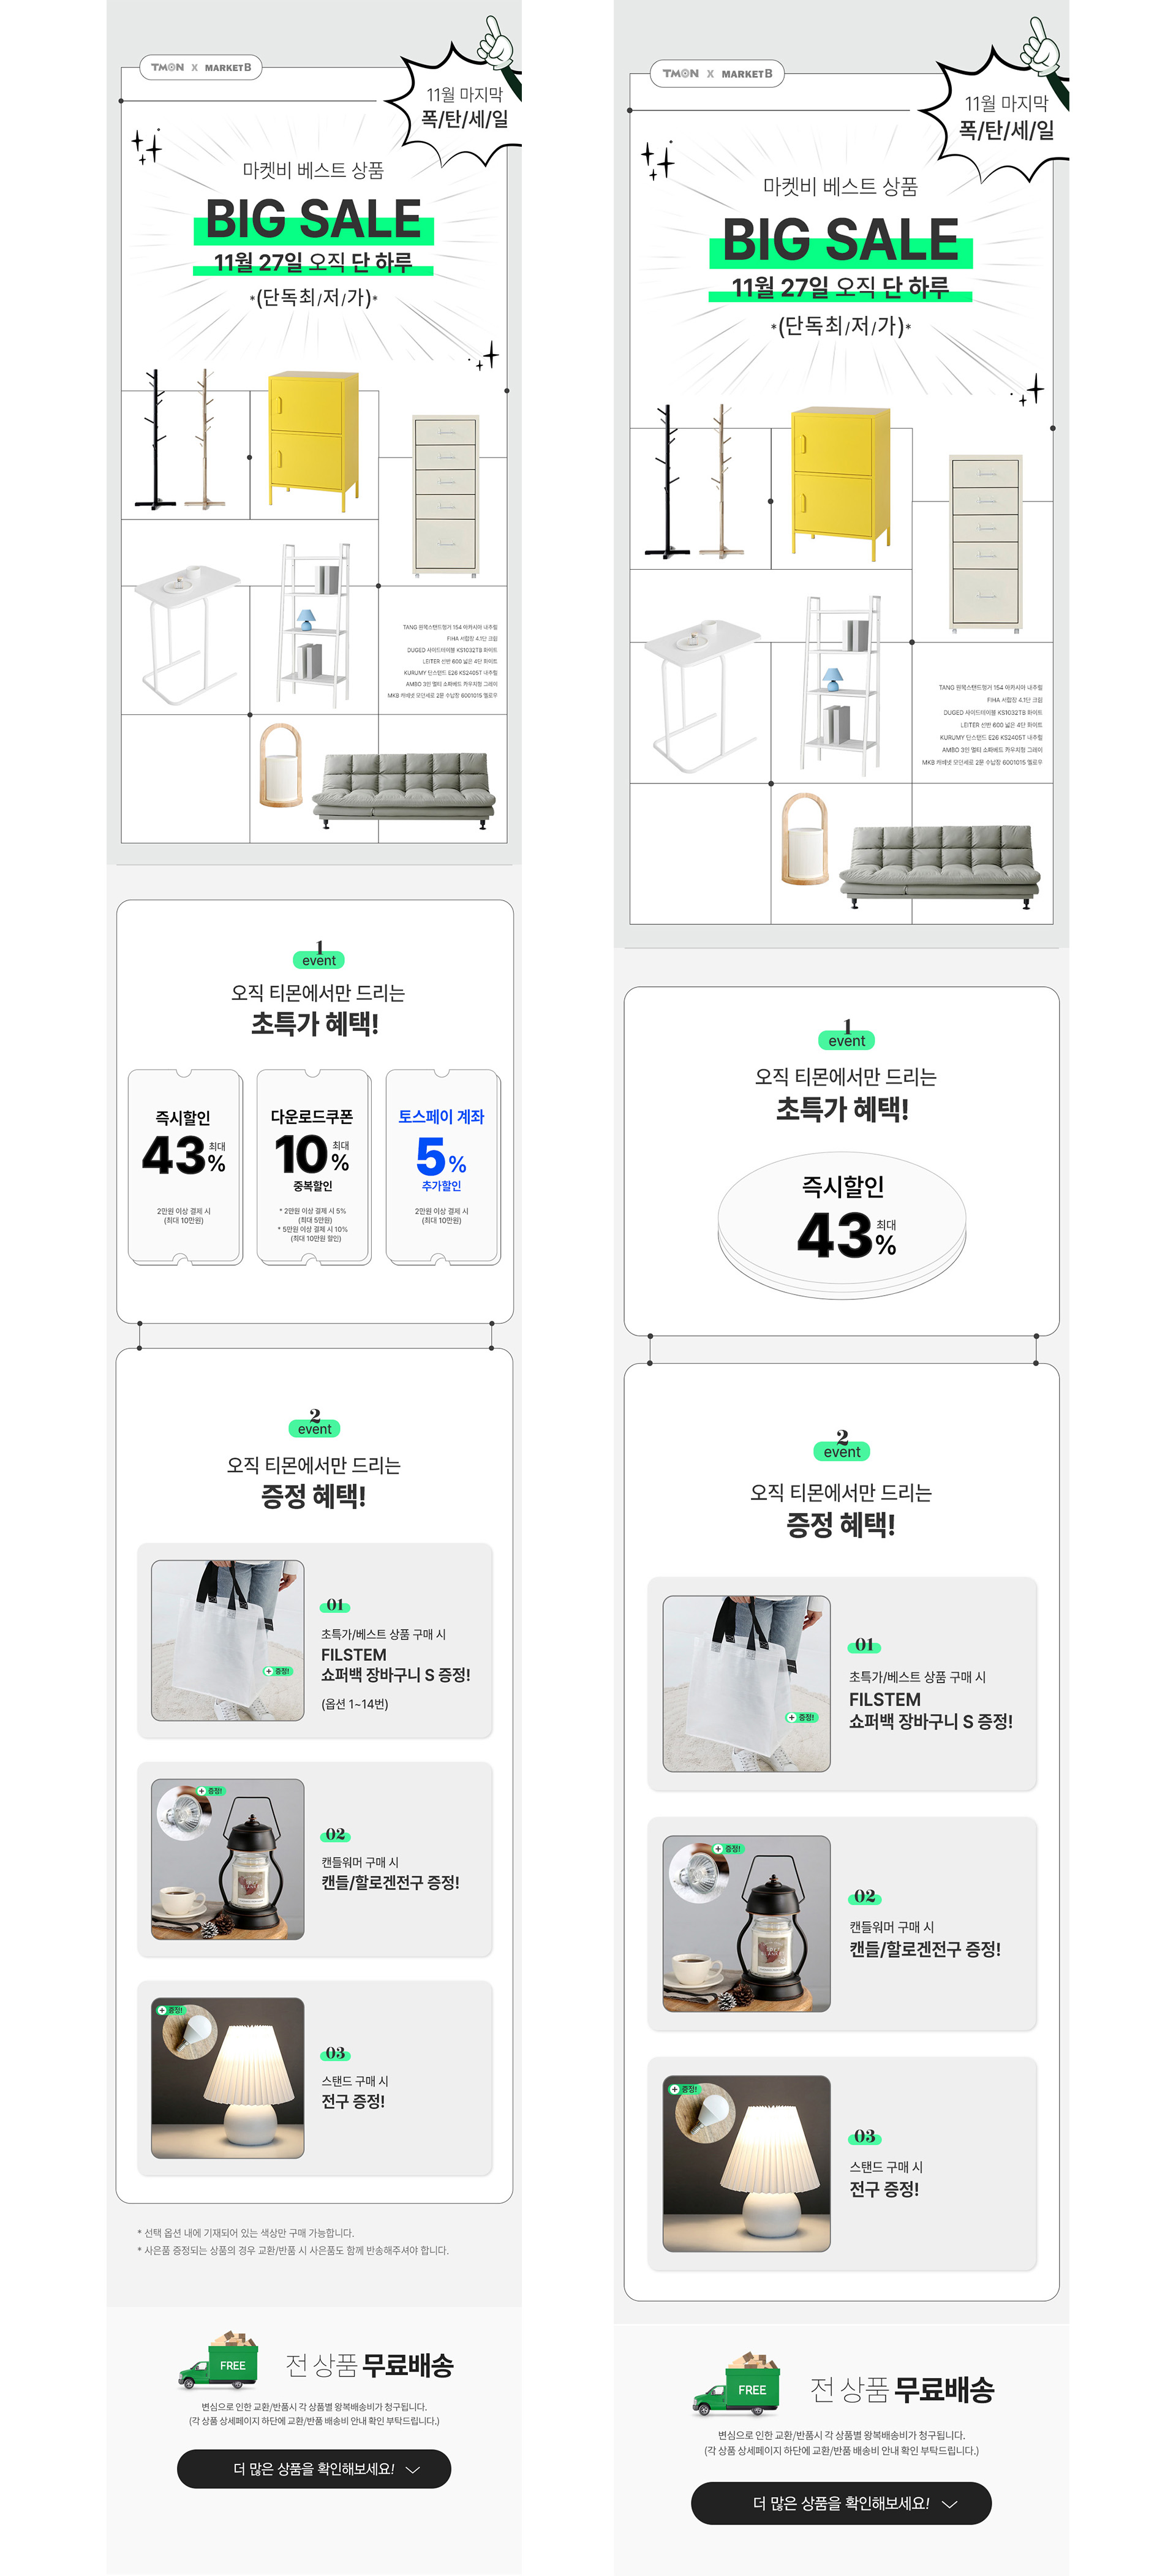 TMON X MARKETB
11월 마지막
폭/탄/세/일
마켓비 베스트 상품
BIG SALE
11월 27일 오직 단 하루
*(단독최/저/가)*
TANG 원목스탠드헹거 154 아카시아 내추럴
FIHA 서랍장 4.1단 크림
DUGED 사이드테이블 KS1032TB 화이트
LEITER 선반 600 넓은 4단 화이트
KURUMY 단스탠드 E26 KS2405T 내추럴
AMBO 3인 멀티 소파베드 카우치형 그레이
MKB 캐비넷 모던세로 2문 수납장 6001015 옐로우
1
event
오직 티몬에서만 드리는
초특가 혜택!
즉시할인
43 최대 %
2만원 이상 결제 시
(최대 10만원)
다운로드쿠폰
10 최대 %
중복할인
* 2만원 이상 결제 시 5%
(최대 5만원)
* 5만원 이상 결제 시 10%
(최대 10만원 할인)
토스페이 계좌
5%
추가할인
2만원 이상 결제 시
(최대 10만원)
2
event
오직 티몬에서만 드리는
증정 혜택!
+ 증정!
01
초특가/베스트 상품 구매 시
FILSTEM
쇼퍼백 장바구니 S 증정!
(옵션 1~14번)
+ 증정!
02
캔들워머 구매 시
캔들/할로겐전구 증정!
+ 증정!
03
스탠드 구매 시
전구 증정!
* 선택 옵션 내에 기재되어 있는 색상만 구매 가능합니다.
* 사은품 증정되는 상품의 경우 교환/반품 시 사은품도 함께 반송해주셔야 합니다.
FREE
전 상품 무료배송
변심으로 인한 교환/반품시 각 상품별 왕복배송비가 청구됩니다.
(각 상품 상세페이지 하단에 교환/반품 배송비 안내 확인 부탁드립니다.)
더 많은 상품을 확인해보세요!
TMON X MARKETB
11월 마지막
폭/탄/세/일
마켓비 베스트 상품
BIG SALE
11월 27일 오직 단 하루
*(단독최/저/가)*
TANG 원목스탠드헹거 154 아카시아 내추럴
FIHA 서랍장 4.1단 크림
DUGED 사이드테이블 KS1032TB 화이트
LEITER 선반 600 넓은 4단 화이트
KURUMY 단스탠드 E26 KS2405T 내추럴
AMBO 3인 멀티 소파베드 카우치형 그레이
MKB 캐비넷 모던세로 2문 수납장 6001015 옐로우
1
event
오직 티몬에서만 드리는
초특가 혜택!
즉시할인
43 최대 %
2
event
오직 티몬에서만 드리는
증정 혜택!
+ 증정!
01
초특가/베스트 상품 구매 시
FILSTEM
쇼퍼백 장바구니 S 증정!
+ 증정!
02
캔들워머 구매 시
캔들/할로겐전구 증정!
+ 증정!
03
스탠드 구매 시
전구 증정!
FREE
전 상품 무료배송
변심으로 인한 교환/반품시 각 상품별 왕복배송비가 청구됩니다.
(각 상품 상세페이지 하단에 교환/반품 배송비 안내 확인 부탁드립니다.)
더 많은 상품을 확인해보세요!